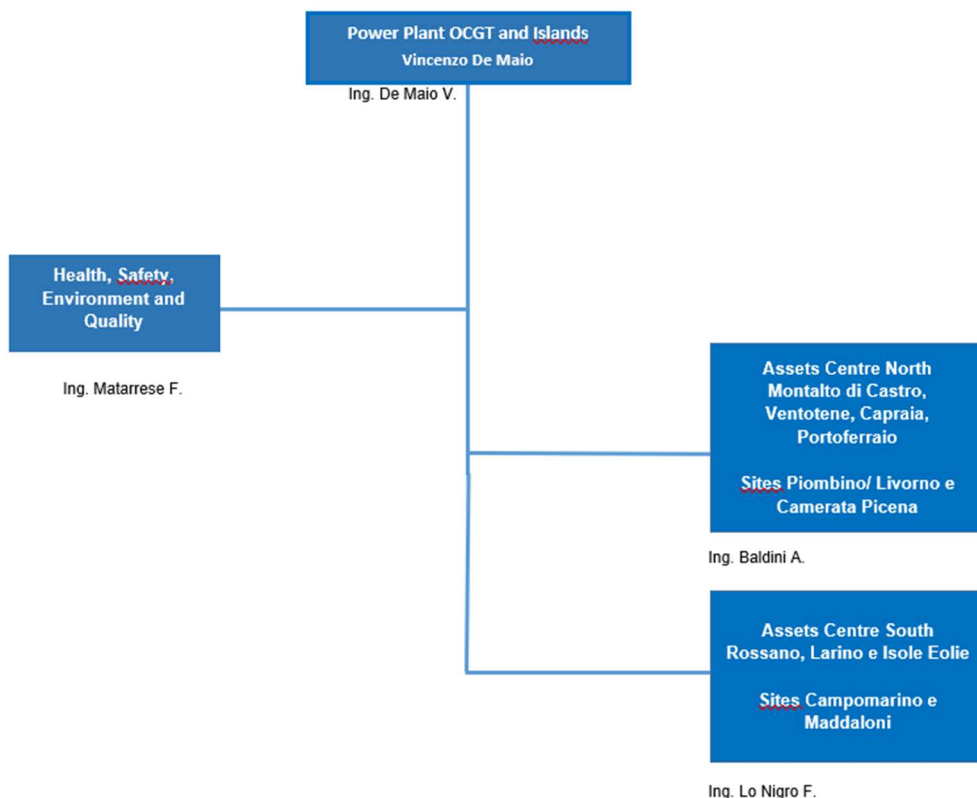 Power Plant OCGT and Islands
Vincenzo De Maio
Ing. De Maio V.
Health, Safety,
Environment and
Quality
Ing. Matarrese F.
Assets Centre North
Montalto di Castro,
Ventotene, Capraia,
Portoferraio
Sites Piombino/ Livorno e
Camerata Picena
Ing. Baldini A.
Assets Centre South
Rossano, Larino e Isole Eolie
Sites Campomarino e
Maddaloni
Ing. Lo Nigro F.